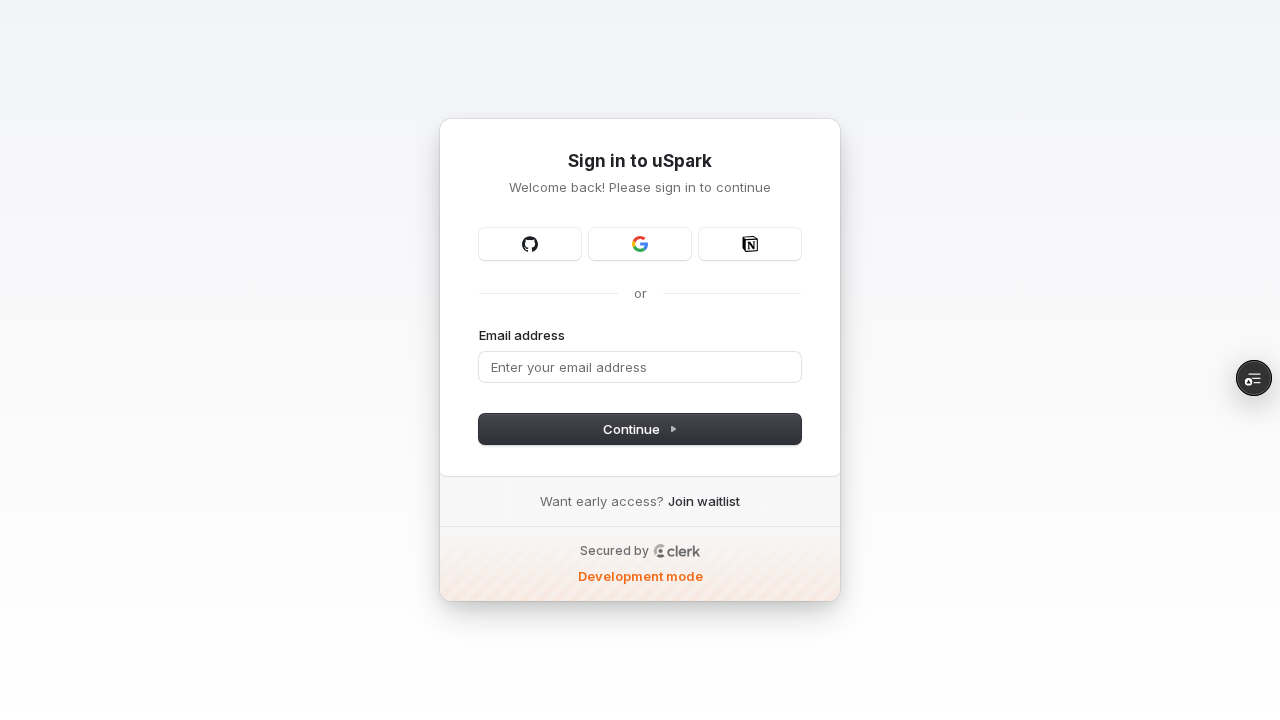 Sign in to uSpark
Welcome back! Please sign in to continue
or
Email address
Enter your email address
Continue
Want early access? Join waitlist
Secured by clerk
Development mode